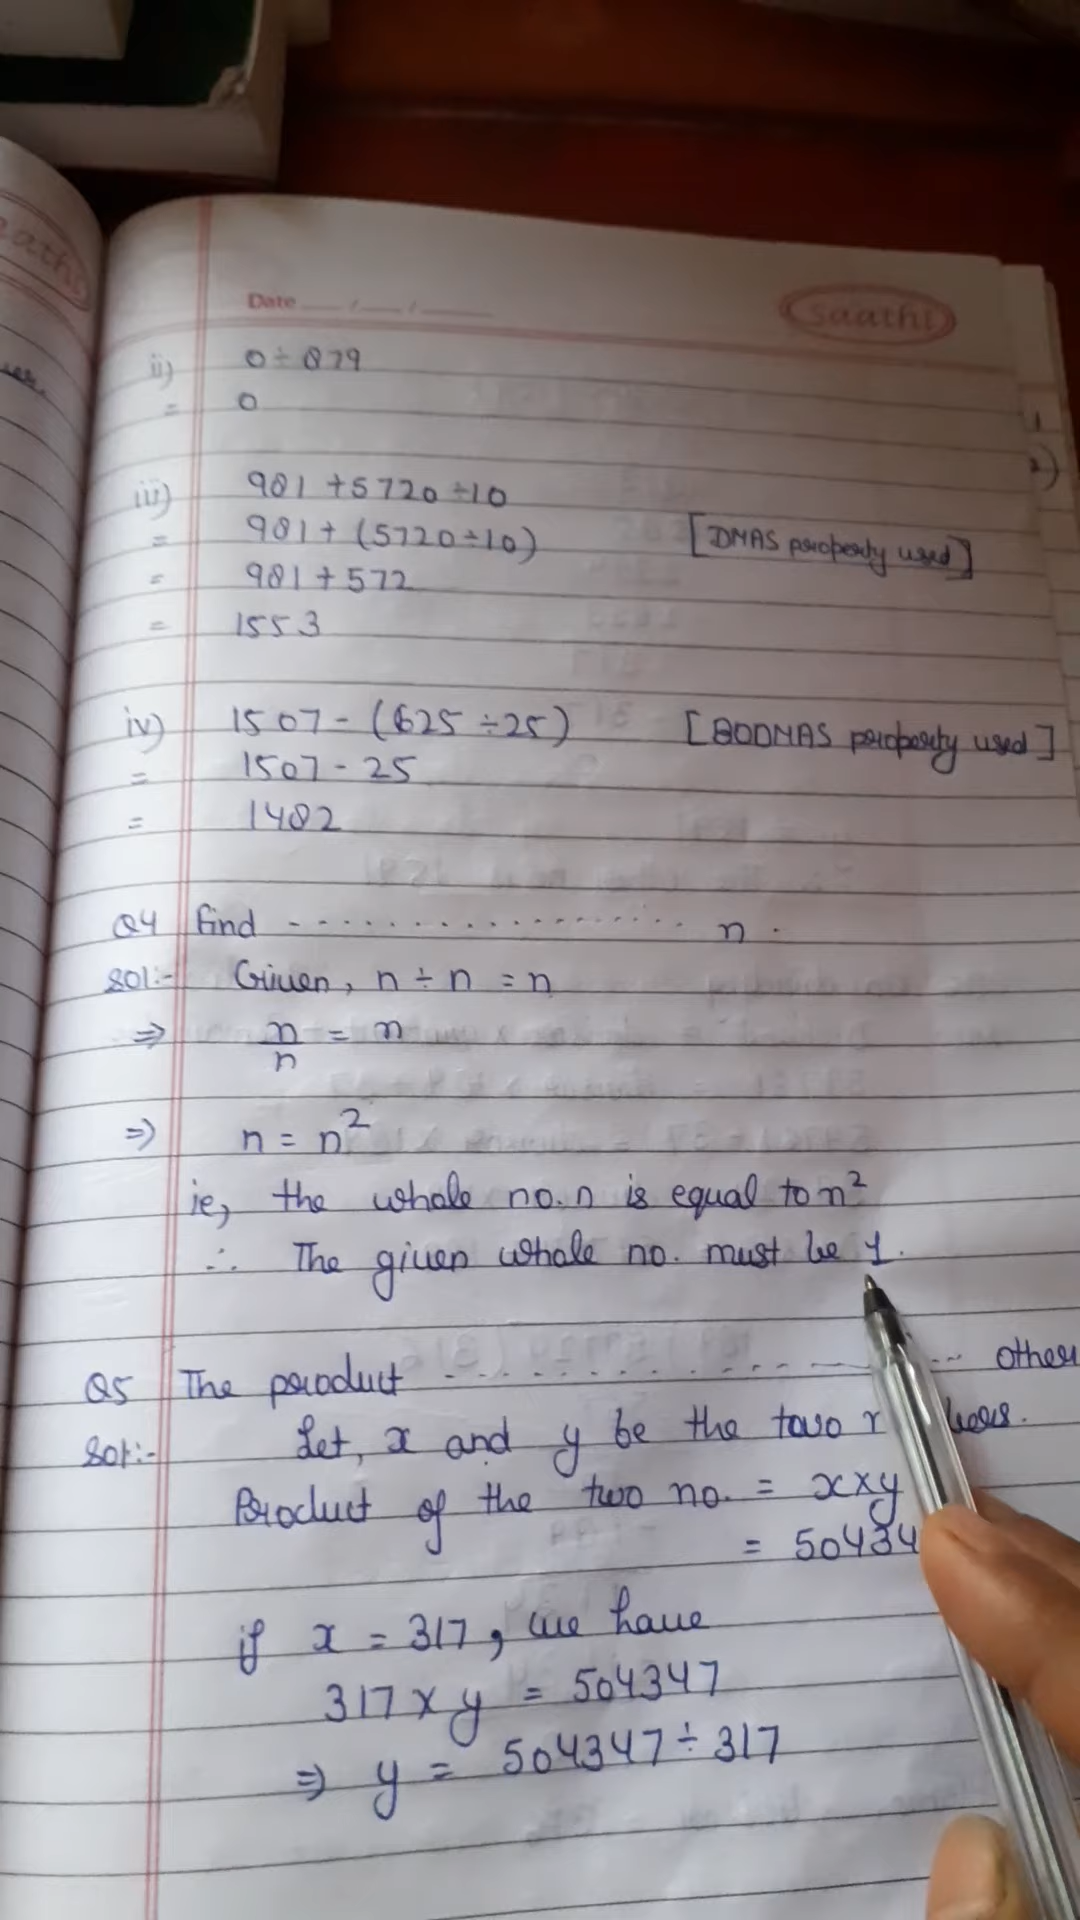 Date __/__/__
saathi
ii) 0÷879
= 0
iii) 981+5720÷10
= 981+(5720÷10) [DMAS property used]
= 981+572
= 1553
iv) 1507-(625÷25) [BODMAS property used]
= 1507-25
= 1482
Q4 Find .................. n.
Sol:- Given, n÷n=n
⇒ n/n = n
⇒ n=n²
ie, the whole no. n is equal to n²
∴ The given whole no. must be 1.
Q5 The product .................. other
Sol:- Let, x and y be the two
Product of the two no. = x×y
= 50434
if x = 317, we have
317×y = 504347
⇒ y = 504347÷317